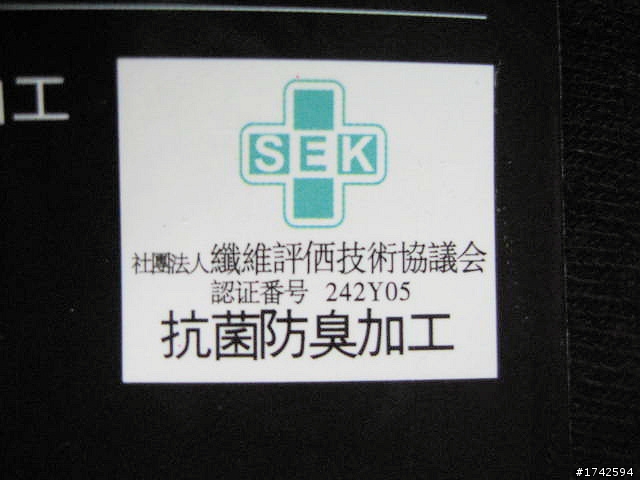 工
SEK
社團法人纖維評価技術協議会
認证番号 242Y05
抗菌防臭加工
#1742594